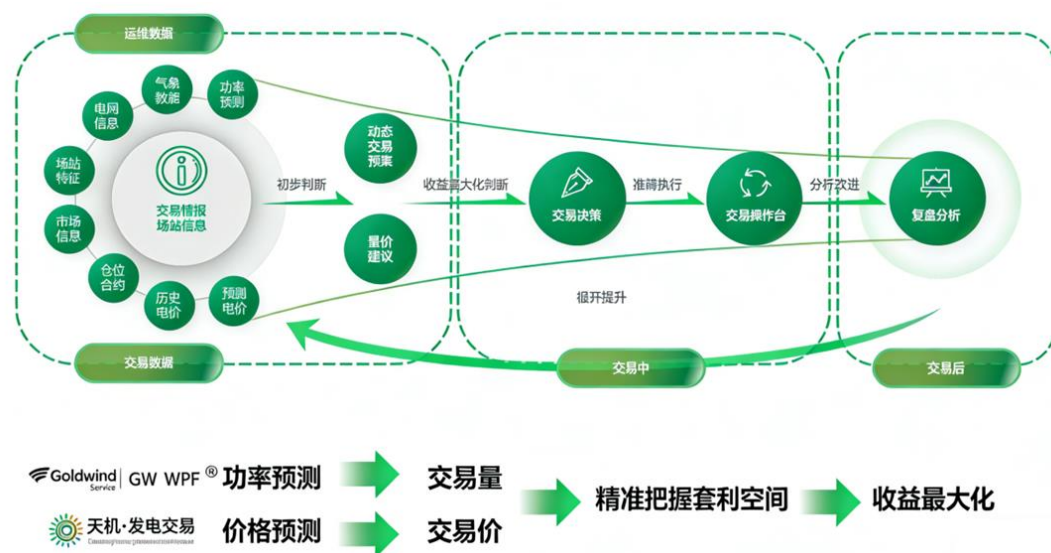 运维数据
气象
数能
功率
预测
电网
信息
场站
特征
市场
信息
仓位
合约
历史
电价
预测
电价
交易情报
场站信息
初步判断
动态
交易
预案
量价
建议
收益最大化判断
交易决策
推荐执行
交易操作台
分析改进
复盘分析
提升
交易数据
交易中
交易后
Goldwind
Service
GW WPF®
功率预测
交易量
天机·发电交易
价格预测
交易价
精准把握套利空间
收益最大化